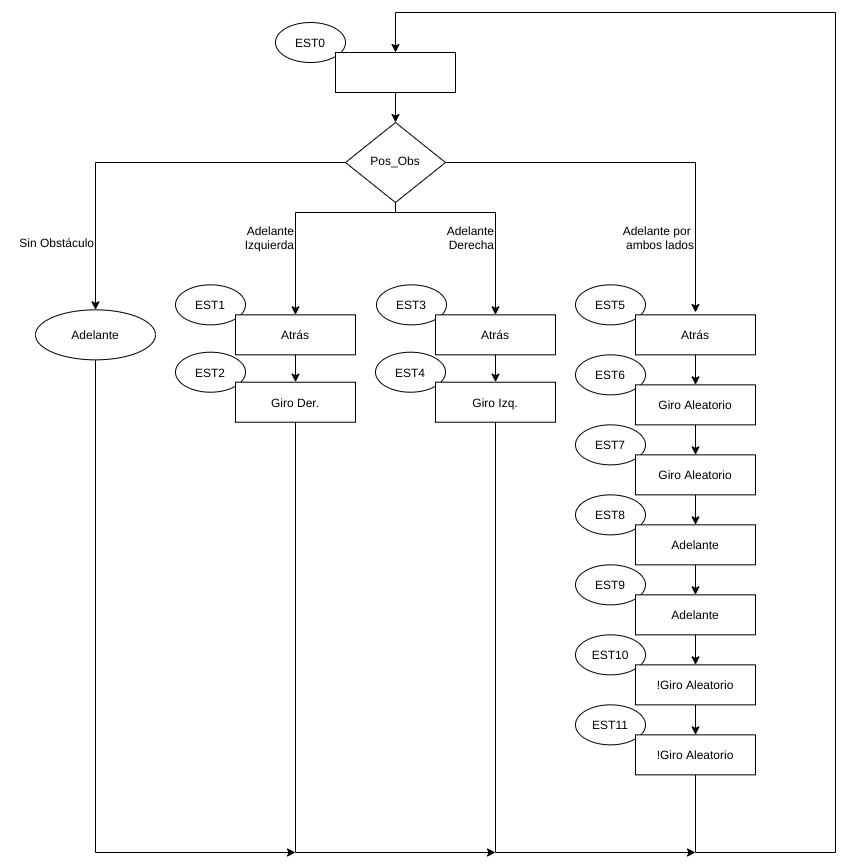 EST0
Pos_Obs
Sin Obstáculo
Adelante
Izquierda
Adelante
Derecha
Adelante por
ambos lados
Adelante
EST1
Atrás
EST2
Giro Der.
EST3
Atrás
EST4
Giro Izq.
EST5
Atrás
EST6
Giro Aleatorio
EST7
Giro Aleatorio
EST8
Adelante
EST9
Adelante
EST10
!Giro Aleatorio
EST11
!Giro Aleatorio